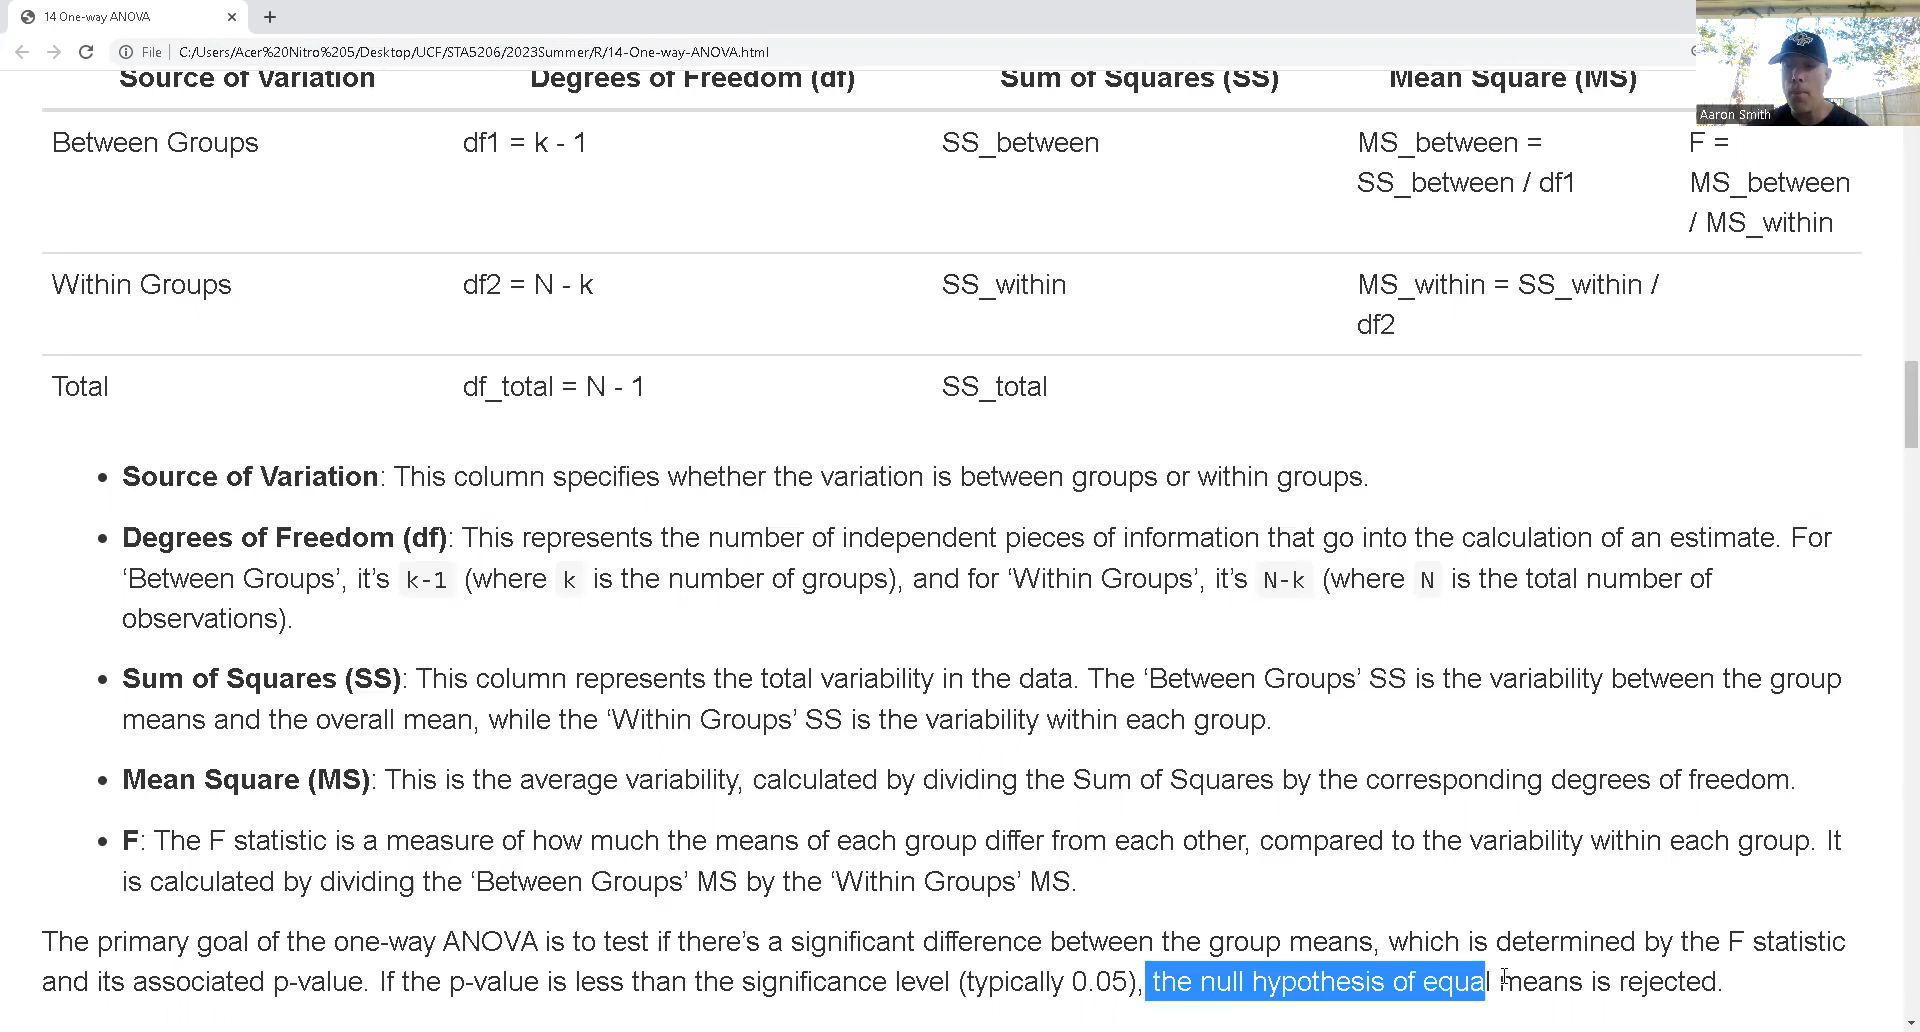 14 One-way ANOVA
File | C:/Users/Acer%20Nitro%205/Desktop/UCF/STA5206/2023Summer/R/14-One-way-ANOVA.html
Aaron Smith
Source of Variation Degrees of Freedom (df) Sum of Squares (SS) Mean Square (MS)
Between Groups df1 = k - 1 SS_between MS_between = F =
SS_between / df1 MS_between
/ MS_within
Within Groups df2 = N - k SS_within MS_within = SS_within /
df2
Total df_total = N - 1 SS_total
• Source of Variation: This column specifies whether the variation is between groups or within groups.
• Degrees of Freedom (df): This represents the number of independent pieces of information that go into the calculation of an estimate. For
‘Between Groups’, it’s k-1 (where k is the number of groups), and for ‘Within Groups’, it’s N-k (where N is the total number of
observations).
• Sum of Squares (SS): This column represents the total variability in the data. The ‘Between Groups’ SS is the variability between the group
means and the overall mean, while the ‘Within Groups’ SS is the variability within each group.
• Mean Square (MS): This is the average variability, calculated by dividing the Sum of Squares by the corresponding degrees of freedom.
• F: The F statistic is a measure of how much the means of each group differ from each other, compared to the variability within each group. It
is calculated by dividing the ‘Between Groups’ MS by the ‘Within Groups’ MS.
The primary goal of the one-way ANOVA is to test if there’s a significant difference between the group means, which is determined by the F statistic
and its associated p-value. If the p-value is less than the significance level (typically 0.05), the null hypothesis of equal means is rejected.